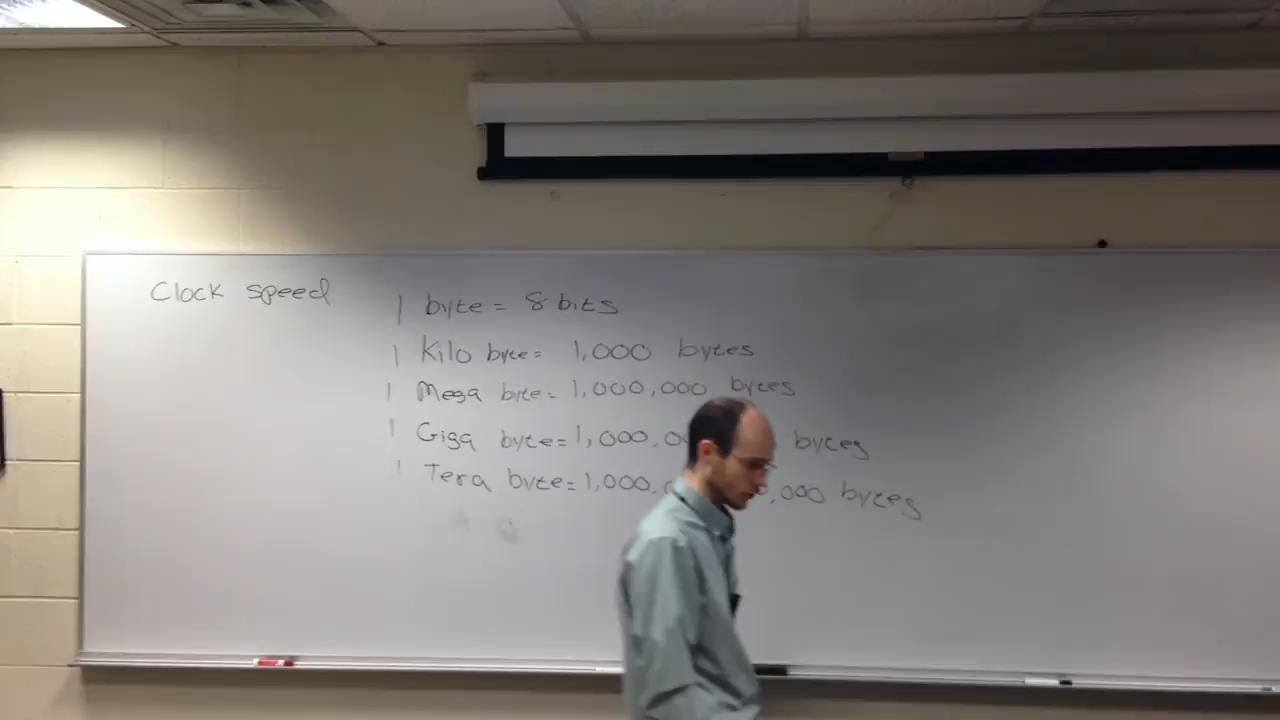 Clock speed
1 byte = 8 bits
1 Kilo byte= 1,000 bytes
1 Mega byte= 1,000,000 bytes
1 Giga byte=1,000,0 bytes
1 Tera byte=1,000, ,000 bytes